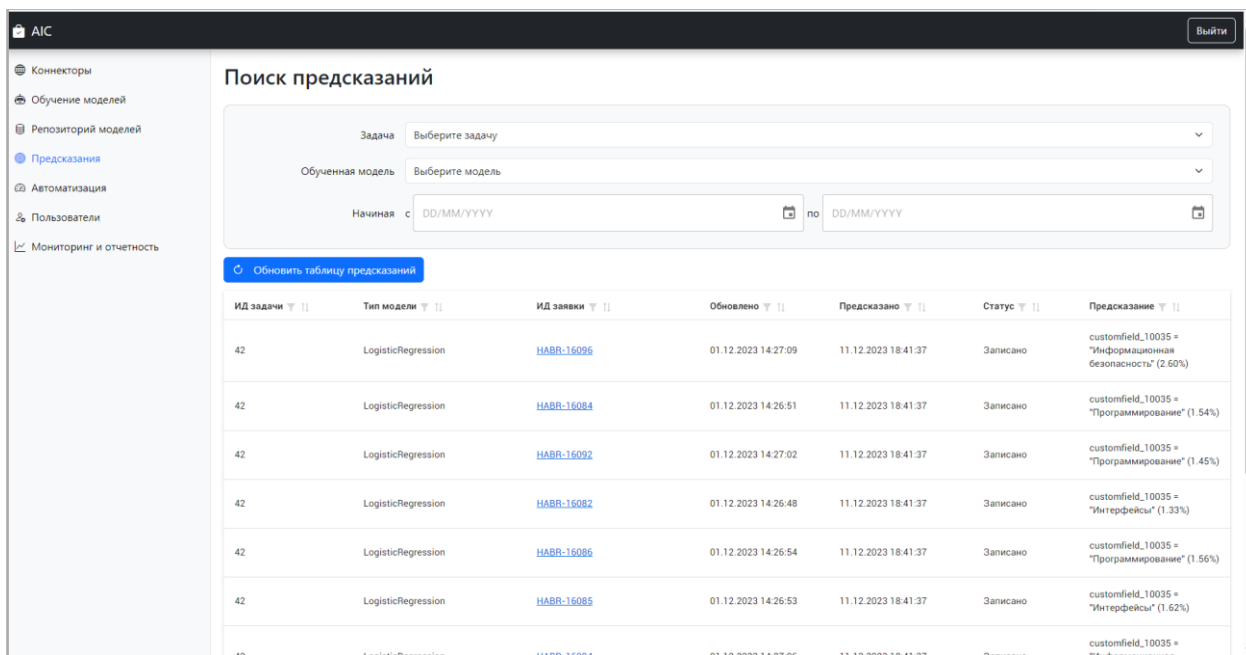 AIC
Выйти
Коннекторы
Обучение моделей
Репозиторий моделей
Предсказания
Автоматизация
Пользователи
Мониторинг и отчетность
Поиск предсказаний
Задача Выберите задачу
Обученная модель Выберите модель
Начиная с DD/MM/YYYY по DD/MM/YYYY
Обновить таблицу предсказаний
ИД задачи Тип модели ИД заявки Обновлено Предсказано Статус Предсказание
42 LogisticRegression HABR-16096 01.12.2023 14:27:09 11.12.2023 18:41:37 Записано customfield_10035 =
"Информационная
безопасность" (2.60%)
42 LogisticRegression HABR-16084 01.12.2023 14:26:51 11.12.2023 18:41:37 Записано customfield_10035 =
"Программирование" (1.54%)
42 LogisticRegression HABR-16092 01.12.2023 14:27:02 11.12.2023 18:41:37 Записано customfield_10035 =
"Программирование" (1.45%)
42 LogisticRegression HABR-16082 01.12.2023 14:26:48 11.12.2023 18:41:37 Записано customfield_10035 =
"Интерфейсы" (1.33%)
42 LogisticRegression HABR-16086 01.12.2023 14:26:54 11.12.2023 18:41:37 Записано customfield_10035 =
"Программирование" (1.56%)
42 LogisticRegression HABR-16085 01.12.2023 14:26:53 11.12.2023 18:41:37 Записано customfield_10035 =
"Интерфейсы" (1.62%)
customfield_10035 =